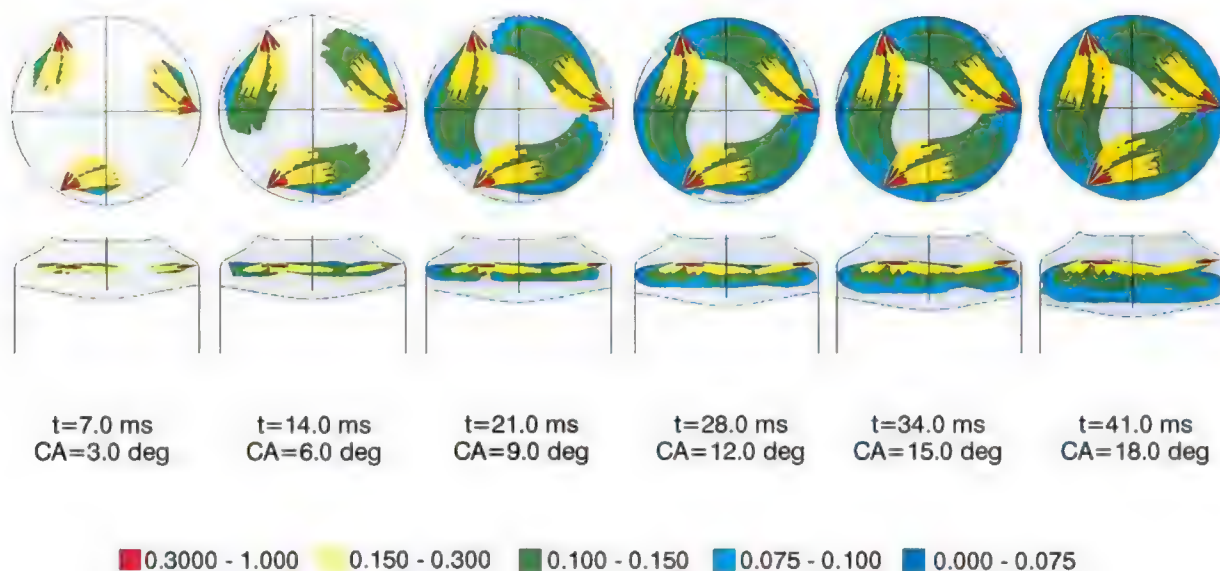 t=7.0 ms
CA=3.0 deg
t=14.0 ms
CA=6.0 deg
t=21.0 ms
CA=9.0 deg
t=28.0 ms
CA=12.0 deg
t=34.0 ms
CA=15.0 deg
t=41.0 ms
CA=18.0 deg
0.3000 - 1.000 0.150 - 0.300 0.100 - 0.150 0.075 - 0.100 0.000 - 0.075